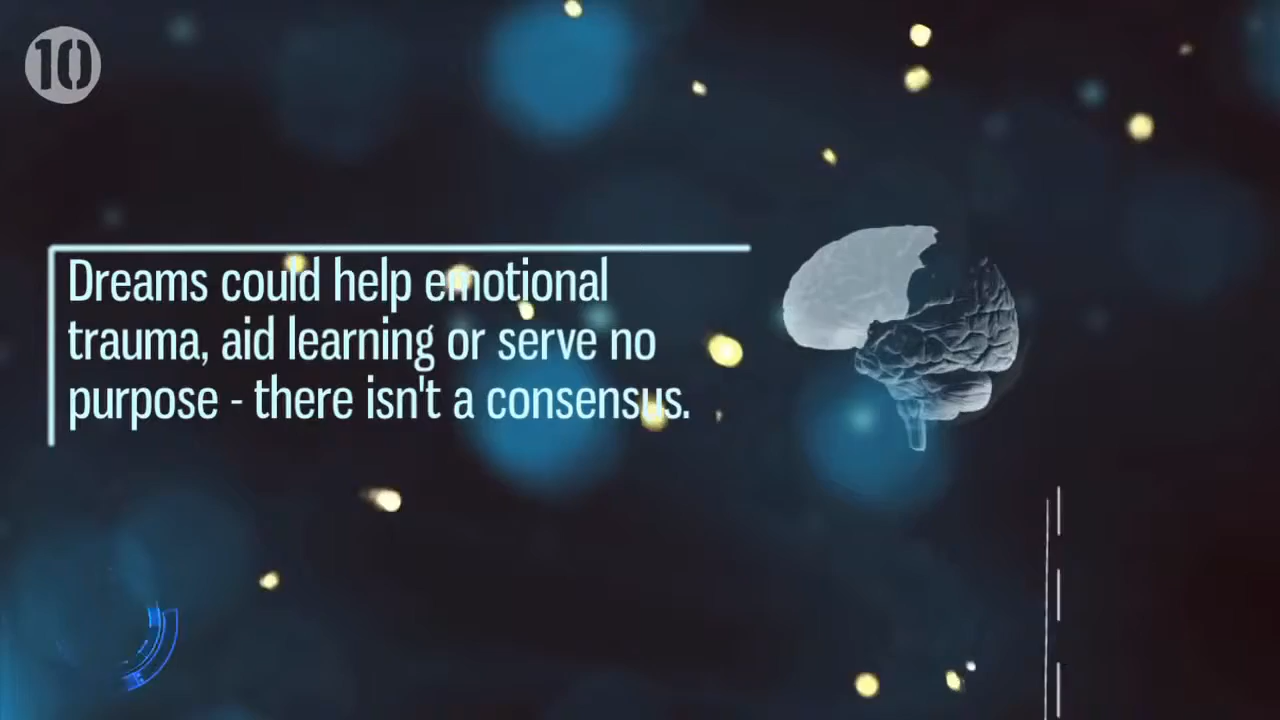 10
Dreams could help emotional
trauma, aid learning or serve no
purpose - there isn't a consensus.